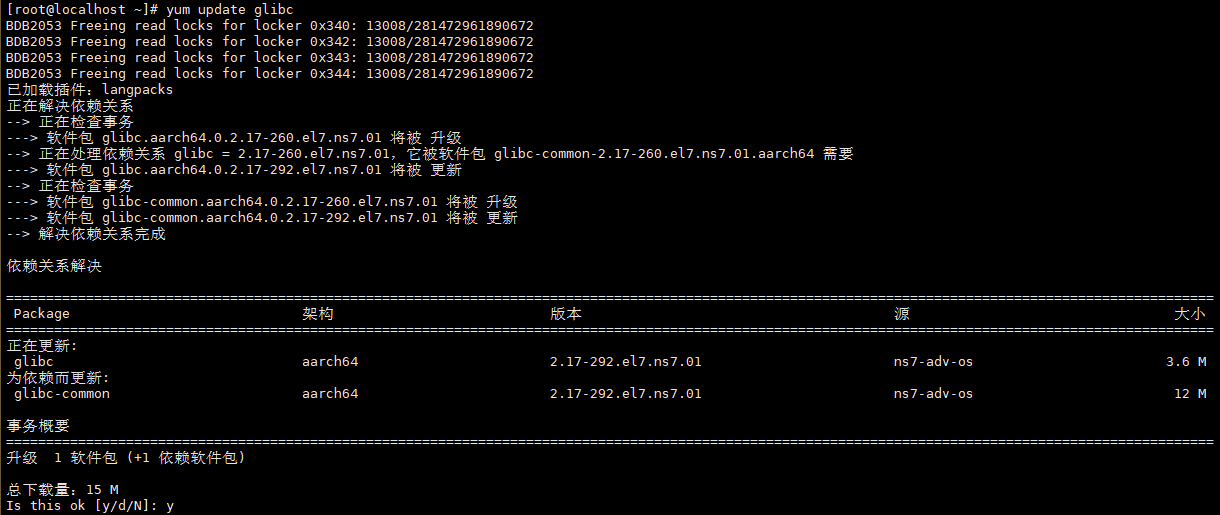 [root@localhost ~]# yum update glibc
BDB2053 Freeing read locks for locker 0x340: 13008/281472961890672
BDB2053 Freeing read locks for locker 0x342: 13008/281472961890672
BDB2053 Freeing read locks for locker 0x343: 13008/281472961890672
BDB2053 Freeing read locks for locker 0x344: 13008/281472961890672
已加载插件：langpacks
正在解决依赖关系
--> 正在检查事务
---> 软件包 glibc.aarch64.0.2.17-260.el7.ns7.01 将被 升级
--> 正在处理依赖关系 glibc = 2.17-260.el7.ns7.01, 它被软件包 glibc-common-2.17-260.el7.ns7.01.aarch64 需要
---> 软件包 glibc.aarch64.0.2.17-292.el7.ns7.01 将被 更新
--> 正在检查事务
---> 软件包 glibc-common.aarch64.0.2.17-260.el7.ns7.01 将被 升级
---> 软件包 glibc-common.aarch64.0.2.17-292.el7.ns7.01 将被 更新
--> 解决依赖关系完成
依赖关系解决
Package 架构 版本 源 大小
正在更新:
glibc aarch64 2.17-292.el7.ns7.01 ns7-adv-os 3.6 M
为依赖而更新:
glibc-common aarch64 2.17-292.el7.ns7.01 ns7-adv-os 12 M
事务概要
升级 1 软件包 (+1 依赖软件包)
总下载量：15 M
Is this ok [y/d/N]: y